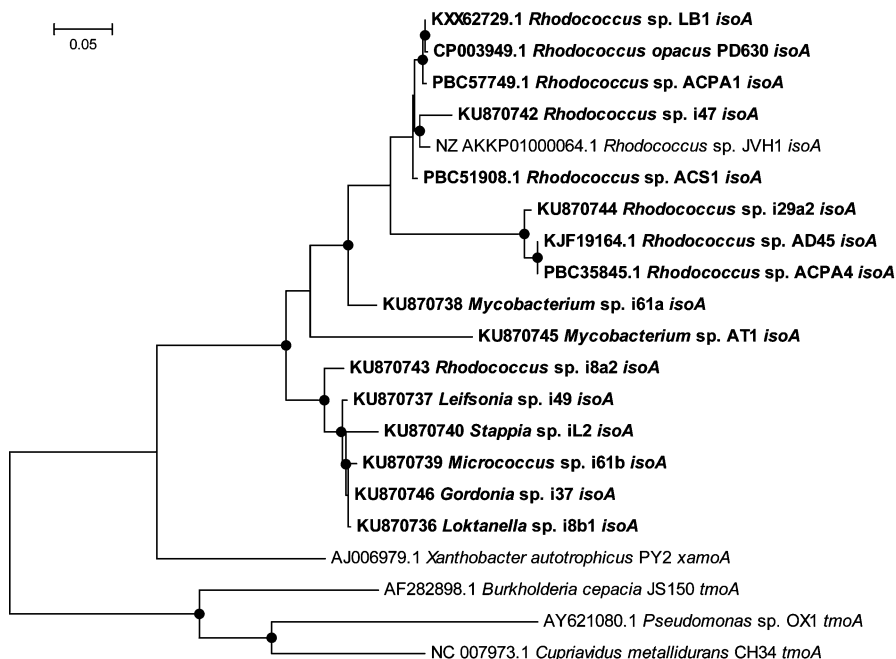 KXX62729.1 Rhodococcus sp. LB1 isoA
0.05
CP003949.1 Rhodococcus opacus PD630 isoA
PBC57749.1 Rhodococcus sp. ACPA1 isoA
KU870742 Rhodococcus sp. i47 isoA
NZ AKKP01000064.1 Rhodococcus sp. JVH1 isoA
PBC51908.1 Rhodococcus sp. ACS1 isoA
KU870744 Rhodococcus sp. i29a2 isoA
KJF19164.1 Rhodococcus sp. AD45 isoA
PBC35845.1 Rhodococcus sp. ACPA4 isoA
KU870738 Mycobacterium sp. i61a isoA
KU870745 Mycobacterium sp. AT1 isoA
KU870743 Rhodococcus sp. i8a2 isoA
KU870737 Leifsonia sp. i49 isoA
KU870740 Stappia sp. iL2 isoA
KU870739 Micrococcus sp. i61b isoA
KU870746 Gordonia sp. i37 isoA
KU870736 Loktanella sp. i8b1 isoA
AJ006979.1 Xanthobacter autotrophicus PY2 xamoA
AF282898.1 Burkholderia cepacia JS150 tmoA
AY621080.1 Pseudomonas sp. OX1 tmoA
NC 007973.1 Cupriavidus metallidurans CH34 tmoA